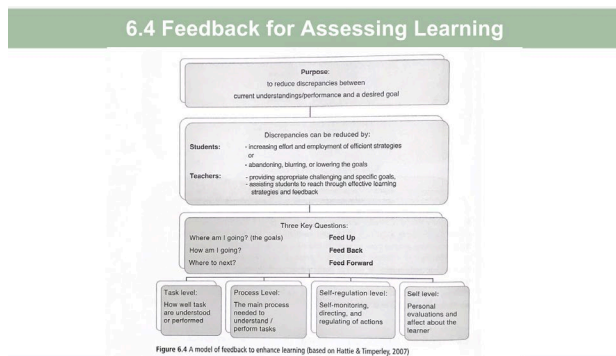 6.4 Feedback for Assessing Learning
Purpose:
to reduce discrepancies between
current understandings/performance and a desired goal
Discrepancies can be reduced by:
Students: - increasing effort and employment of efficient strategies
or
- abandoning, blurring, or lowering the goals
Teachers: - providing appropriate challenging and specific goals,
- assisting students to reach through effective learning
strategies and feedback
Three Key Questions:
Where am I going? (the goals) Feed Up
How am I going? Feed Back
Where to next? Feed Forward
Task level:
How well task
are understood
or performed
Process Level:
The main process
needed to
understand /
perform tasks
Self-regulation level:
Self-monitoring,
directing, and
regulating of actions
Self level:
Personal
evaluations and
affect about the
learner
Figure 6.4 A model of feedback to enhance learning (based on Hattie & Timperley, 2007)